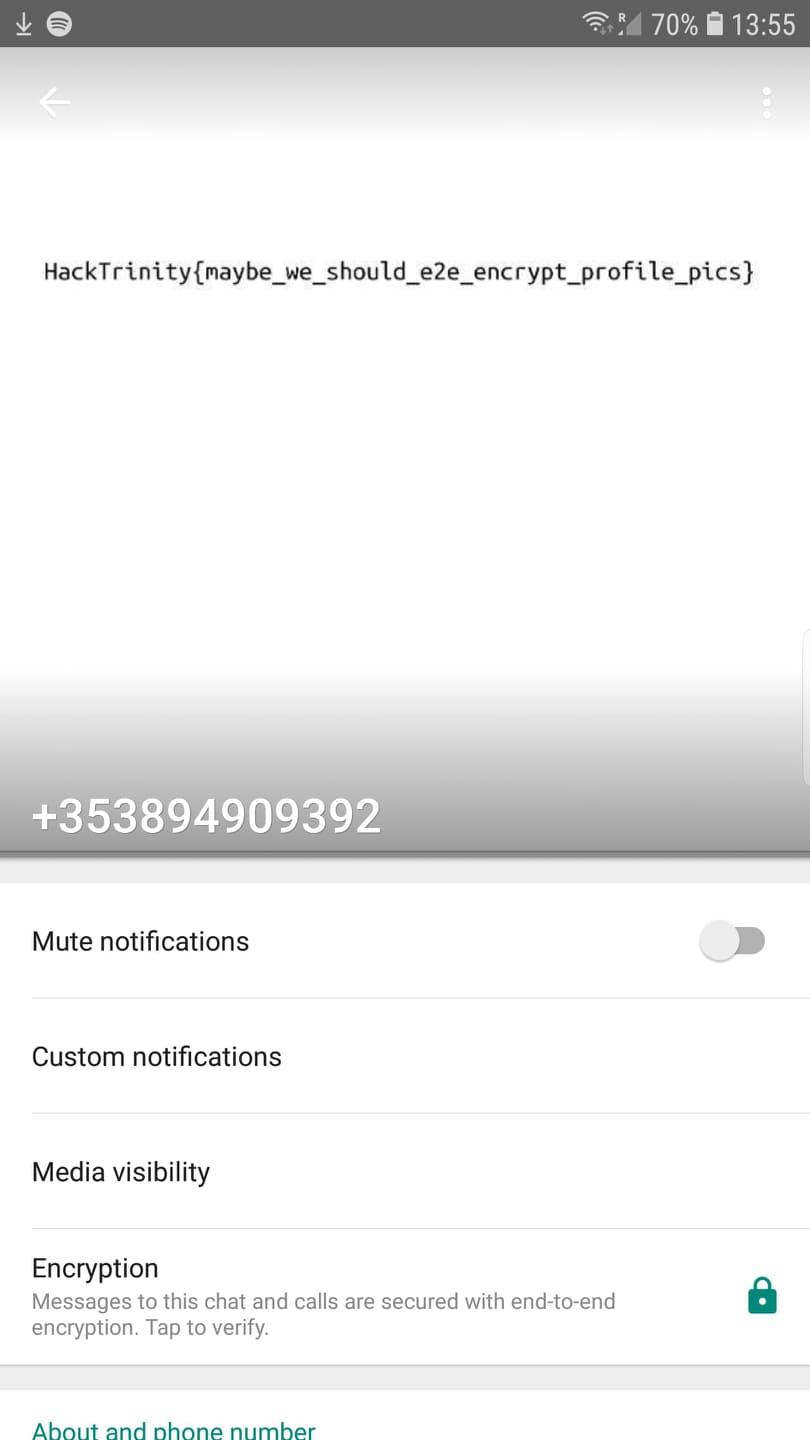 70% 13:55
HackTrinity{maybe_we_should_e2e_encrypt_profile_pics}
+353894909392
Mute notifications
Custom notifications
Media visibility
Encryption
Messages to this chat and calls are secured with end-to-end
encryption. Tap to verify.
About and phone number